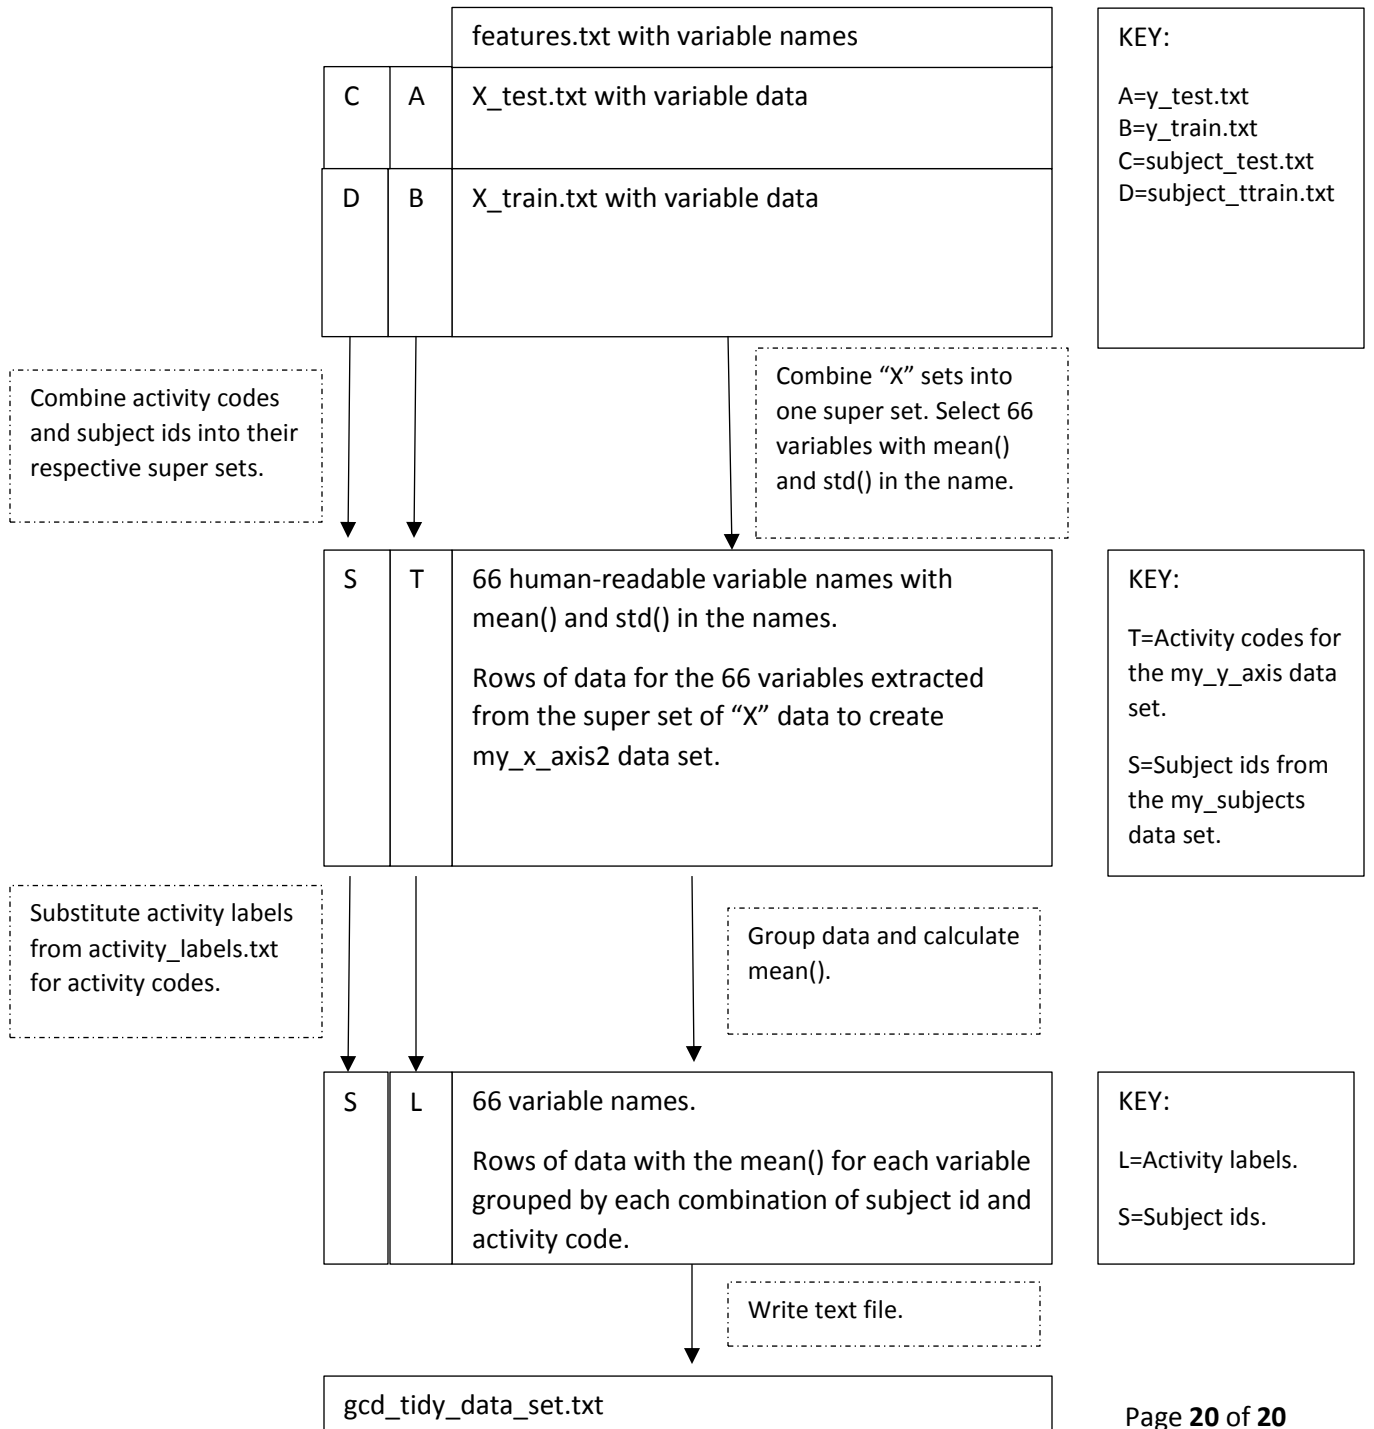 features.txt with variable names
C
A
X_test.txt with variable data
D
B
X_train.txt with variable data
KEY:
A=y_test.txt
B=y_train.txt
C=subject_test.txt
D=subject_ttrain.txt
Combine activity codes
and subject ids into their
respective super sets.
Combine “X” sets into
one super set. Select 66
variables with mean()
and std() in the name.
S
T
66 human-readable variable names with
mean() and std() in the names.
Rows of data for the 66 variables extracted
from the super set of “X” data to create
my_x_axis2 data set.
KEY:
T=Activity codes for
the my_y_axis data
set.
S=Subject ids from
the my_subjects
data set.
Substitute activity labels
from activity_labels.txt
for activity codes.
Group data and calculate
mean().
S
L
66 variable names.
Rows of data with the mean() for each variable
grouped by each combination of subject id and
activity code.
KEY:
L=Activity labels.
S=Subject ids.
Write text file.
gcd_tidy_data_set.txt
Page 20 of 20